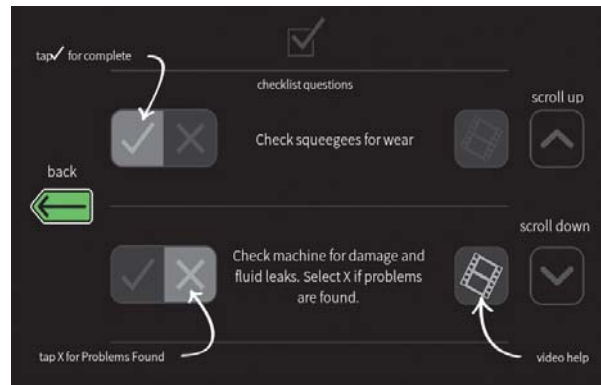 tap✓ for complete
checklist questions
scroll up
Check squeegees for wear
back
scroll down
Check machine for damage and
fluid leaks. Select X if problems
are found.
tap X for Problems Found
video help